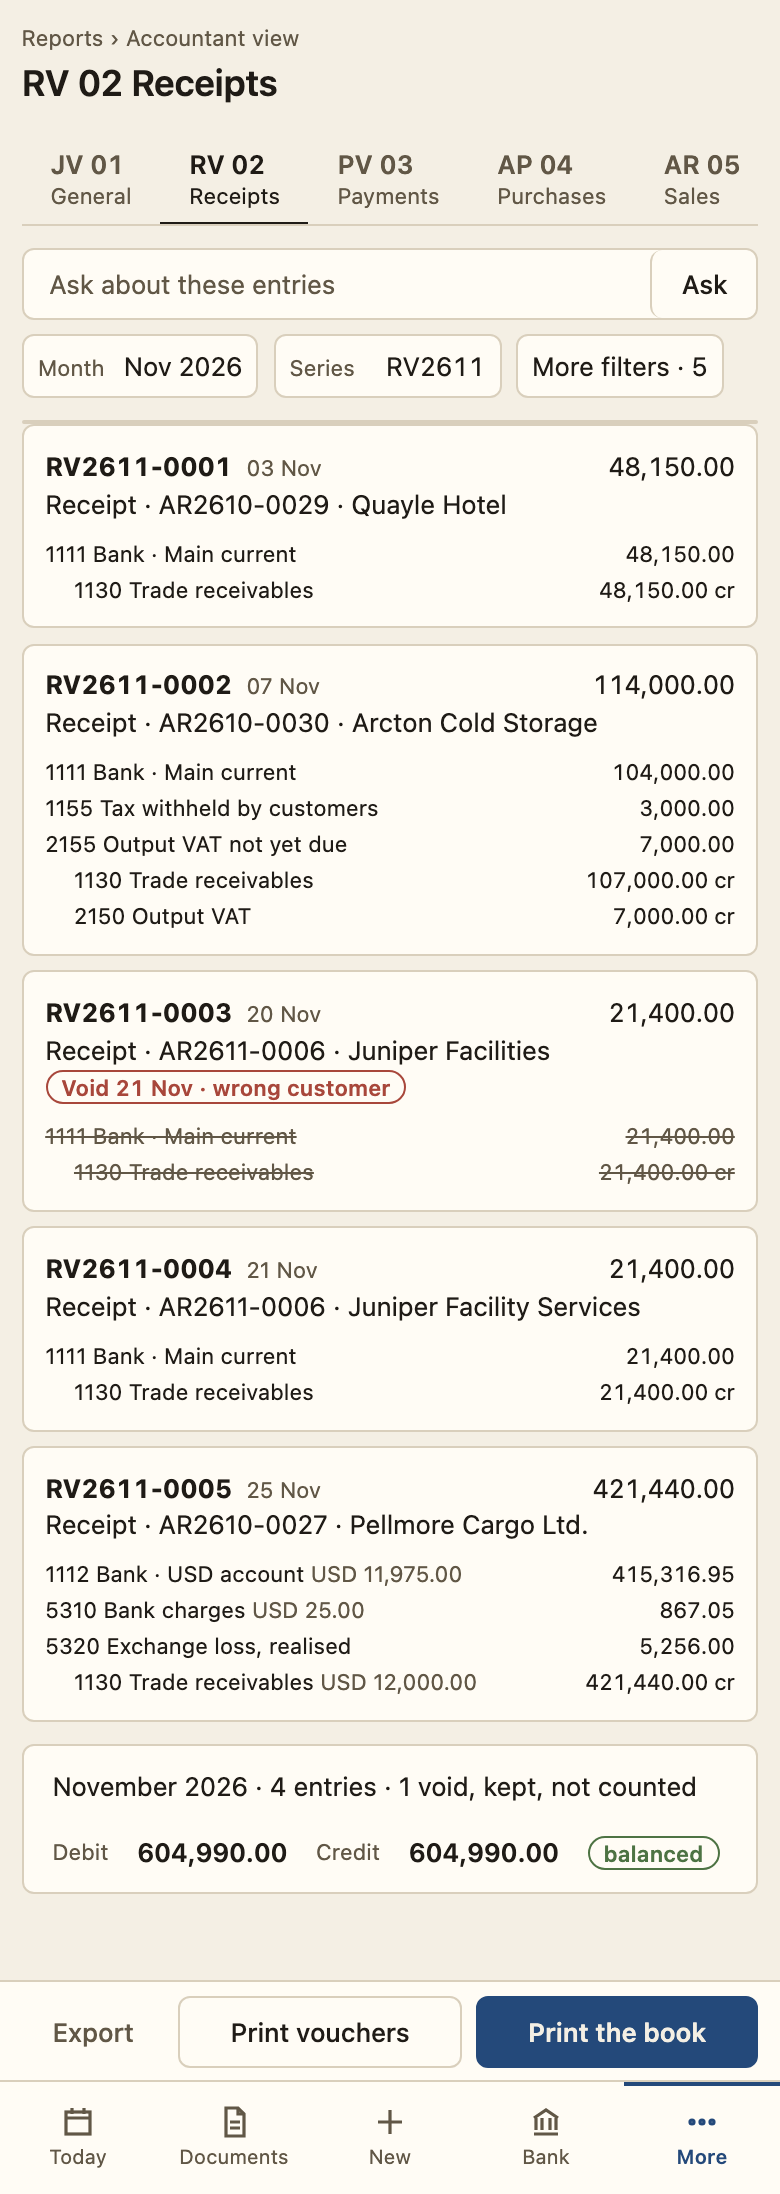 Reports › Accountant view
RV 02 Receipts
JV 01 RV 02 PV 03 AP 04 AR 05
General Receipts Payments Purchases Sales
Ask about these entries Ask
Month Nov 2026 Series RV2611 More filters · 5
RV2611-0001 03 Nov 48,150.00
Receipt · AR2610-0029 · Quayle Hotel
1111 Bank · Main current 48,150.00
1130 Trade receivables 48,150.00 cr
RV2611-0002 07 Nov 114,000.00
Receipt · AR2610-0030 · Arcton Cold Storage
1111 Bank · Main current 104,000.00
1155 Tax withheld by customers 3,000.00
2155 Output VAT not yet due 7,000.00
1130 Trade receivables 107,000.00 cr
2150 Output VAT 7,000.00 cr
RV2611-0003 20 Nov 21,400.00
Receipt · AR2611-0006 · Juniper Facilities
Void 21 Nov · wrong customer
1111 Bank · Main current 21,400.00
1130 Trade receivables 21,400.00 cr
RV2611-0004 21 Nov 21,400.00
Receipt · AR2611-0006 · Juniper Facility Services
1111 Bank · Main current 21,400.00
1130 Trade receivables 21,400.00 cr
RV2611-0005 25 Nov 421,440.00
Receipt · AR2610-0027 · Pellmore Cargo Ltd.
1112 Bank · USD account USD 11,975.00 415,316.95
5310 Bank charges USD 25.00 867.05
5320 Exchange loss, realised 5,256.00
1130 Trade receivables USD 12,000.00 421,440.00 cr
November 2026 · 4 entries · 1 void, kept, not counted
Debit 604,990.00 Credit 604,990.00 balanced
Export Print vouchers Print the book
Today Documents New Bank More